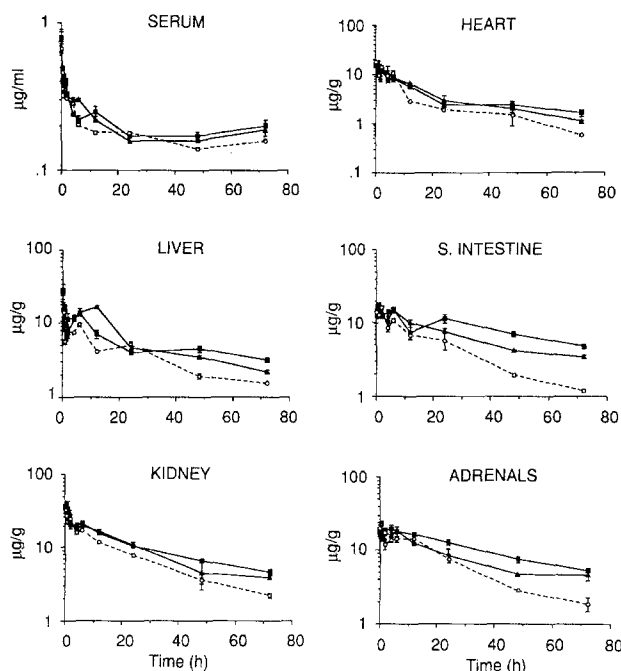 SERUM
1
.1
μg/ml
0 20 40 60 80
HEART
100
10
1
.1
μg/g
0 20 40 60 80
LIVER
100
10
1
μg/g
0 20 40 60 80
S. INTESTINE
100
10
1
μg/g
0 20 40 60 80
KIDNEY
100
10
1
μg/g
0 20 40 60 80
Time (h)
ADRENALS
100
10
1
μg/g
0 20 40 60 80
Time (h)